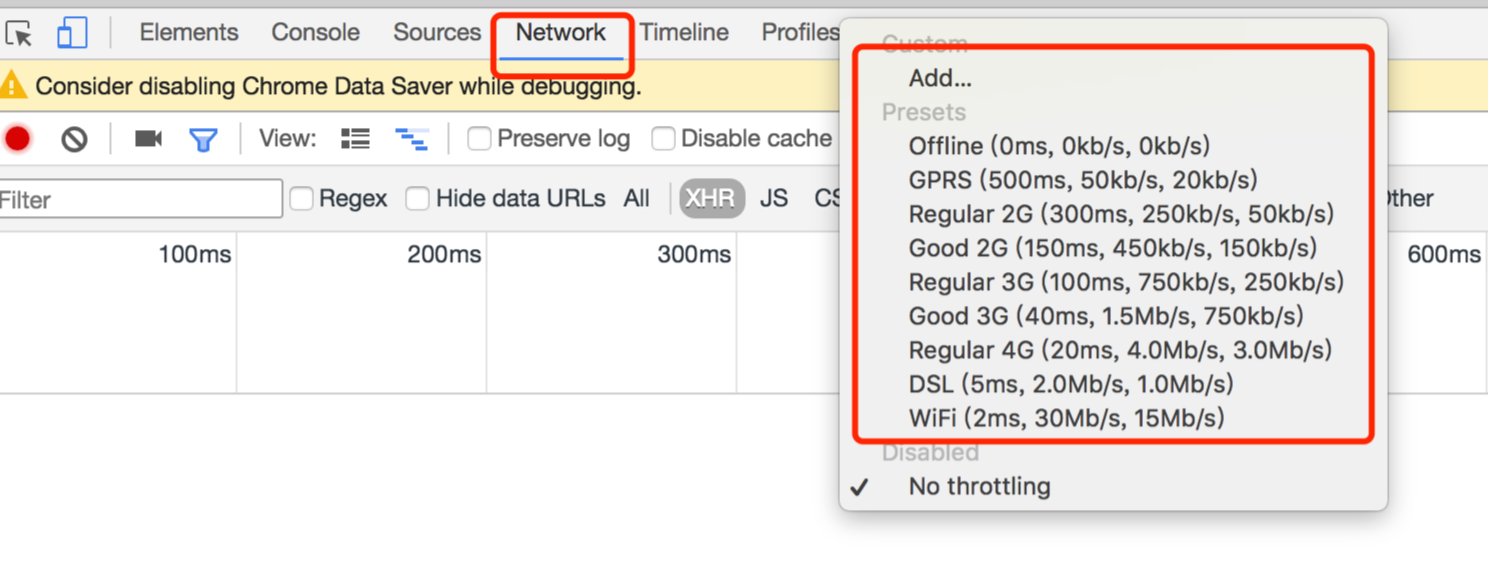 Elements Console Sources Network Timeline Profiles
Custom
Consider disabling Chrome Data Saver while debugging.
Add...
Presets
View: Preserve log Disable cache
Offline (0ms, 0kb/s, 0kb/s)
GPRS (500ms, 50kb/s, 20kb/s)
Filter Regex Hide data URLs All XHR JS CS Other
Regular 2G (300ms, 250kb/s, 50kb/s)
Good 2G (150ms, 450kb/s, 150kb/s)
100ms 200ms 300ms 600ms
Regular 3G (100ms, 750kb/s, 250kb/s)
Good 3G (40ms, 1.5Mb/s, 750kb/s)
Regular 4G (20ms, 4.0Mb/s, 3.0Mb/s)
DSL (5ms, 2.0Mb/s, 1.0Mb/s)
WiFi (2ms, 30Mb/s, 15Mb/s)
Disabled
No throttling